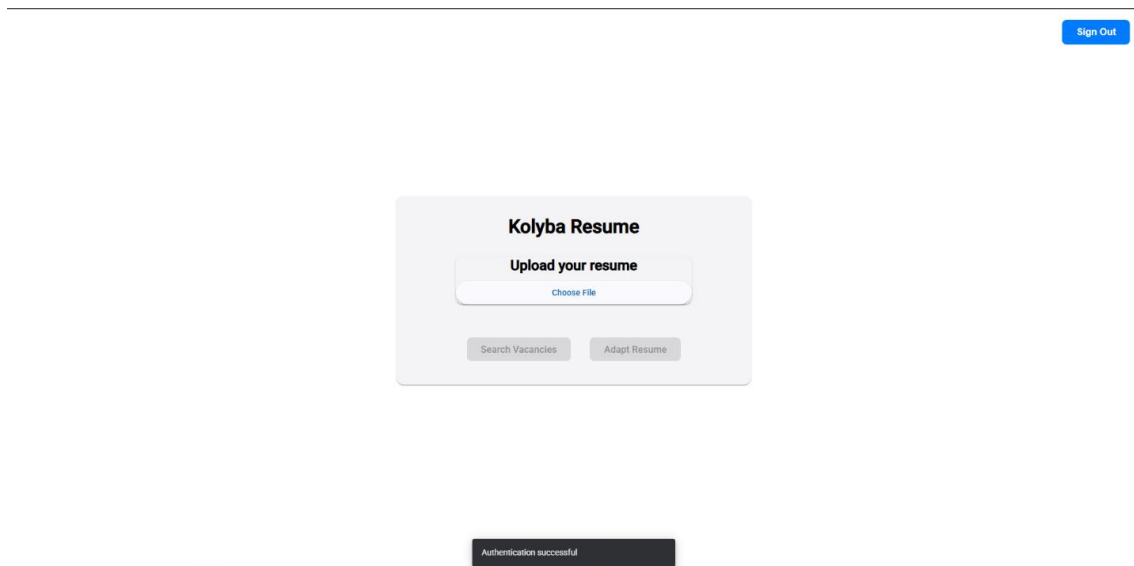 Sign Out
Kolyba Resume
Upload your resume
Choose File
Search Vacancies Adapt Resume
Authentication successful